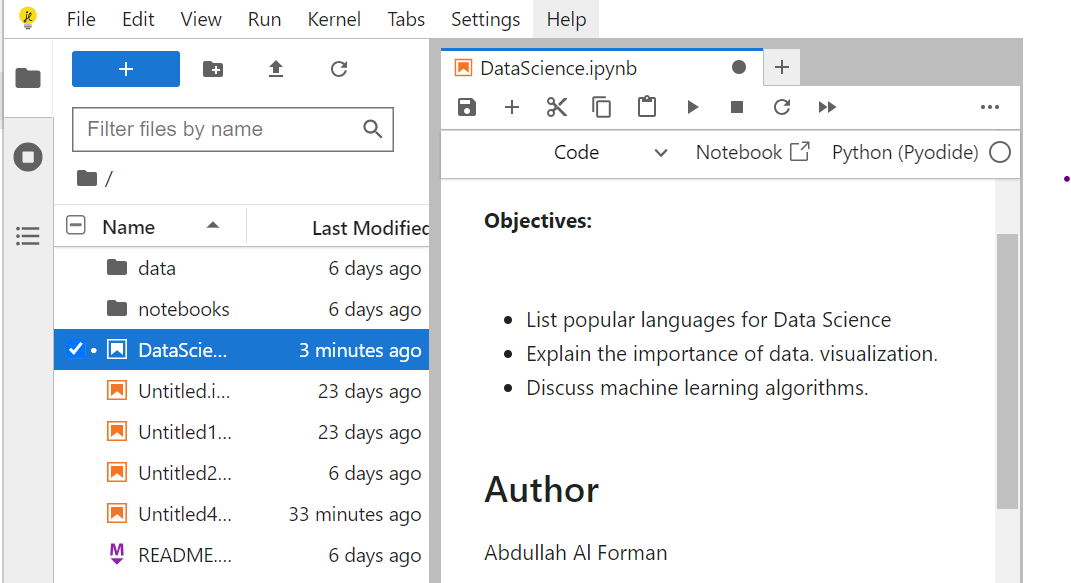 File Edit View Run Kernel Tabs Settings Help
DataScience.ipynb
Filter files by name
Code Notebook Python (Pyodide)
/
Name Last Modified
data 6 days ago
notebooks 6 days ago
DataScie... 3 minutes ago
Untitled.i... 23 days ago
Untitled1... 23 days ago
Untitled2... 6 days ago
Untitled4... 33 minutes ago
README.... 6 days ago
Objectives:
• List popular languages for Data Science
• Explain the importance of data. visualization.
• Discuss machine learning algorithms.
Author
Abdullah Al Forman